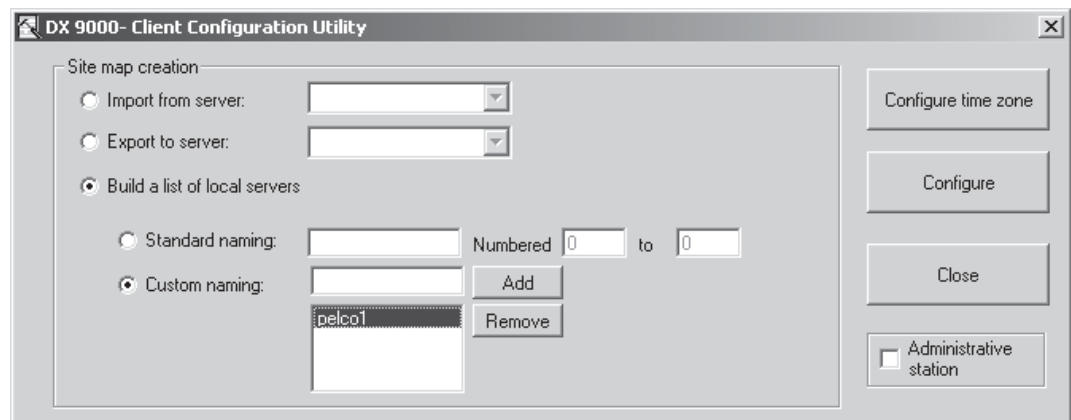 DX 9000- Client Configuration Utility
Site map creation
Import from server:
Export to server:
Build a list of local servers
Standard naming:
Numbered 0 to 0
Custom naming:
Add
pelco1
Remove
Configure time zone
Configure
Close
Administrative
station